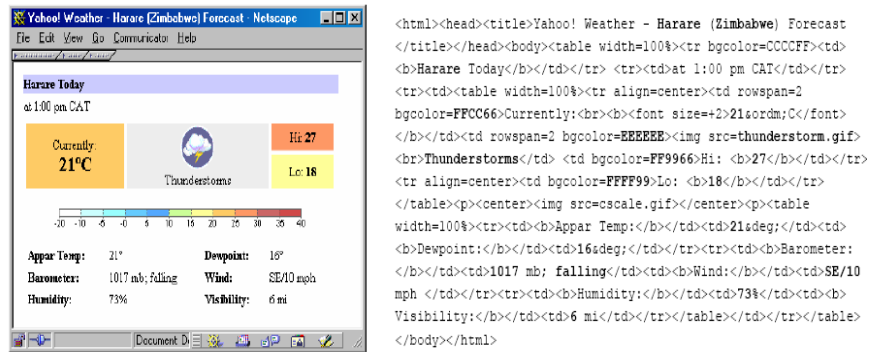 Yahoo! Weather - Harare (Zimbabwe) Forecast - Netscape
File Edit View Go Communicator Help
Harare Today
at 1:00 pm CAT
Currently:
21ºC
Thunderstorms
Hi: 27
Lo: 18
-20 -10 -5 -0 5 10 15 20 25 30 35 40
Appar Temp: 21° Dewpoint: 16°
Barometer: 1017 mb; falling Wind: SE/10 mph
Humidity: 73% Visibility: 6 mi
Document: D
<html><head><title>Yahoo! Weather - Harare (Zimbabwe) Forecast
</title></head><body><table width=100%><tr bgcolor=CCCCFF><td>
<b>Harare Today</b></td></tr> <tr><td>at 1:00 pm CAT</td></tr>
<tr><td><table width=100%><tr align=center><td rowspan=2
bgcolor=FFCC66>Currently:<br><b><font size=+2>21&ordm;C</font>
</b></td><td rowspan=2 bgcolor=EEEEEE><img src=thunderstorm.gif>
<br>Thunderstorms</td> <td bgcolor=FF9966>Hi: <b>27</b></td></tr>
<tr align=center><td bgcolor=FFFF99>Lo: <b>18</b></td></tr>
</table><p><center><img src=cscale.gif></center><p><table
width=100%><tr><td><b>Appar Temp:</b></td><td>21&deg;</td><td>
<b>Dewpoint:</b></td><td>16&deg;</td></tr><tr><td><b>Barometer:
</b></td><td>1017 mb; falling</td><td><b>Wind:</b></td><td>SE/10
mph </td></tr><tr><td><b>Humidity:</b></td><td>73%</td><td><b>
Visibility:</b></td><td>6 mi</td></tr></table></td></tr></table>
</body></html>